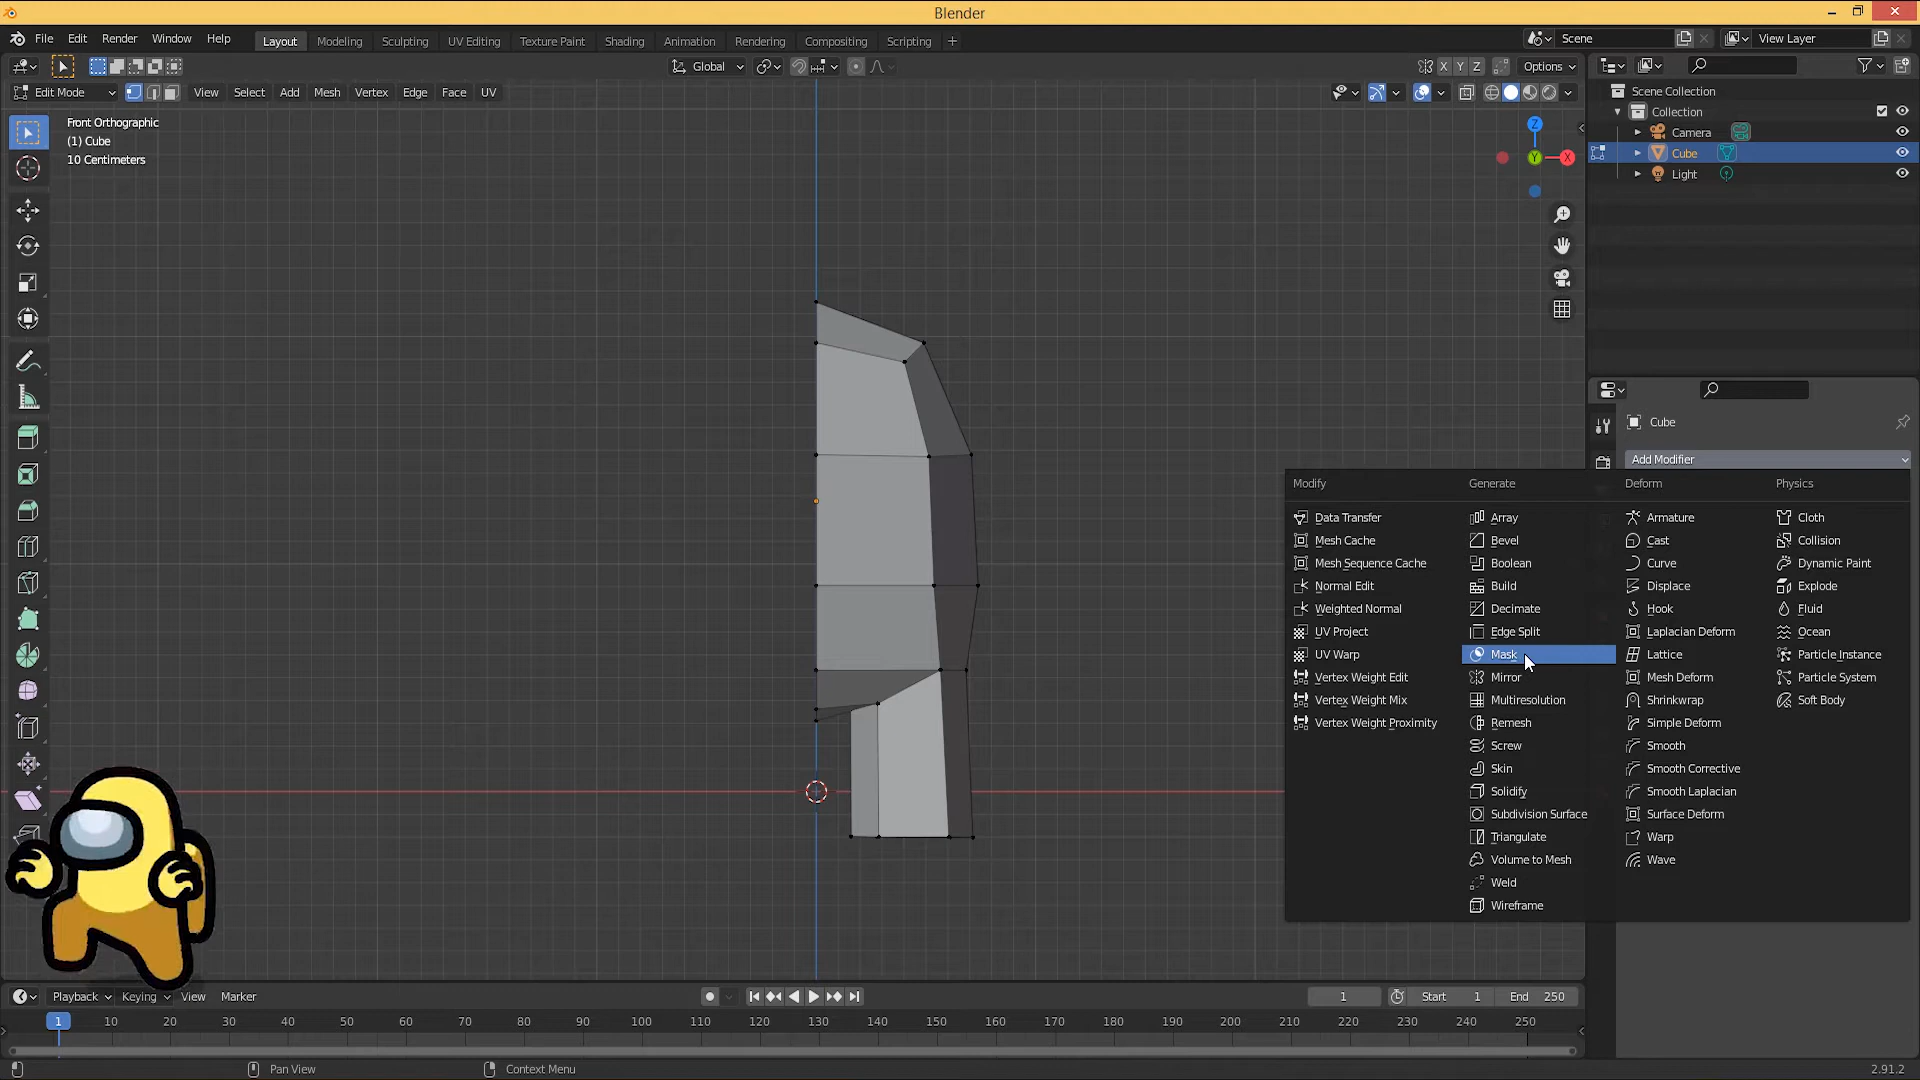 Blender
File Edit Render Window Help Layout Modeling Sculpting UV Editing Texture Paint Shading Animation Rendering Compositing Scripting + Scene View Layer
Global X Y Z Options
Edit Mode View Select Add Mesh Vertex Edge Face UV
Front Orthographic
(1) Cube
10 Centimeters
Z
Y
X
Scene Collection
Collection
Camera
Cube
Light
Cube
Add Modifier
Modify
Data Transfer
Mesh Cache
Mesh Sequence Cache
Normal Edit
Weighted Normal
UV Project
UV Warp
Vertex Weight Edit
Vertex Weight Mix
Vertex Weight Proximity
Generate
Array
Bevel
Boolean
Build
Decimate
Edge Split
Mask
Mirror
Multiresolution
Remesh
Screw
Skin
Solidify
Subdivision Surface
Triangulate
Volume to Mesh
Weld
Wireframe
Deform
Armature
Cast
Curve
Displace
Hook
Laplacian Deform
Lattice
Mesh Deform
Shrinkwrap
Simple Deform
Smooth
Smooth Corrective
Smooth Laplacian
Surface Deform
Warp
Wave
Physics
Cloth
Collision
Dynamic Paint
Explode
Fluid
Ocean
Particle Instance
Particle System
Soft Body
Playback Keying View Marker 1 Start 1 End 250
1 10 20 30 40 50 60 70 80 90 100 110 120 130 140 150 160 170 180 190 200 210 220 230 240 250
Pan View Context Menu 2.91.2